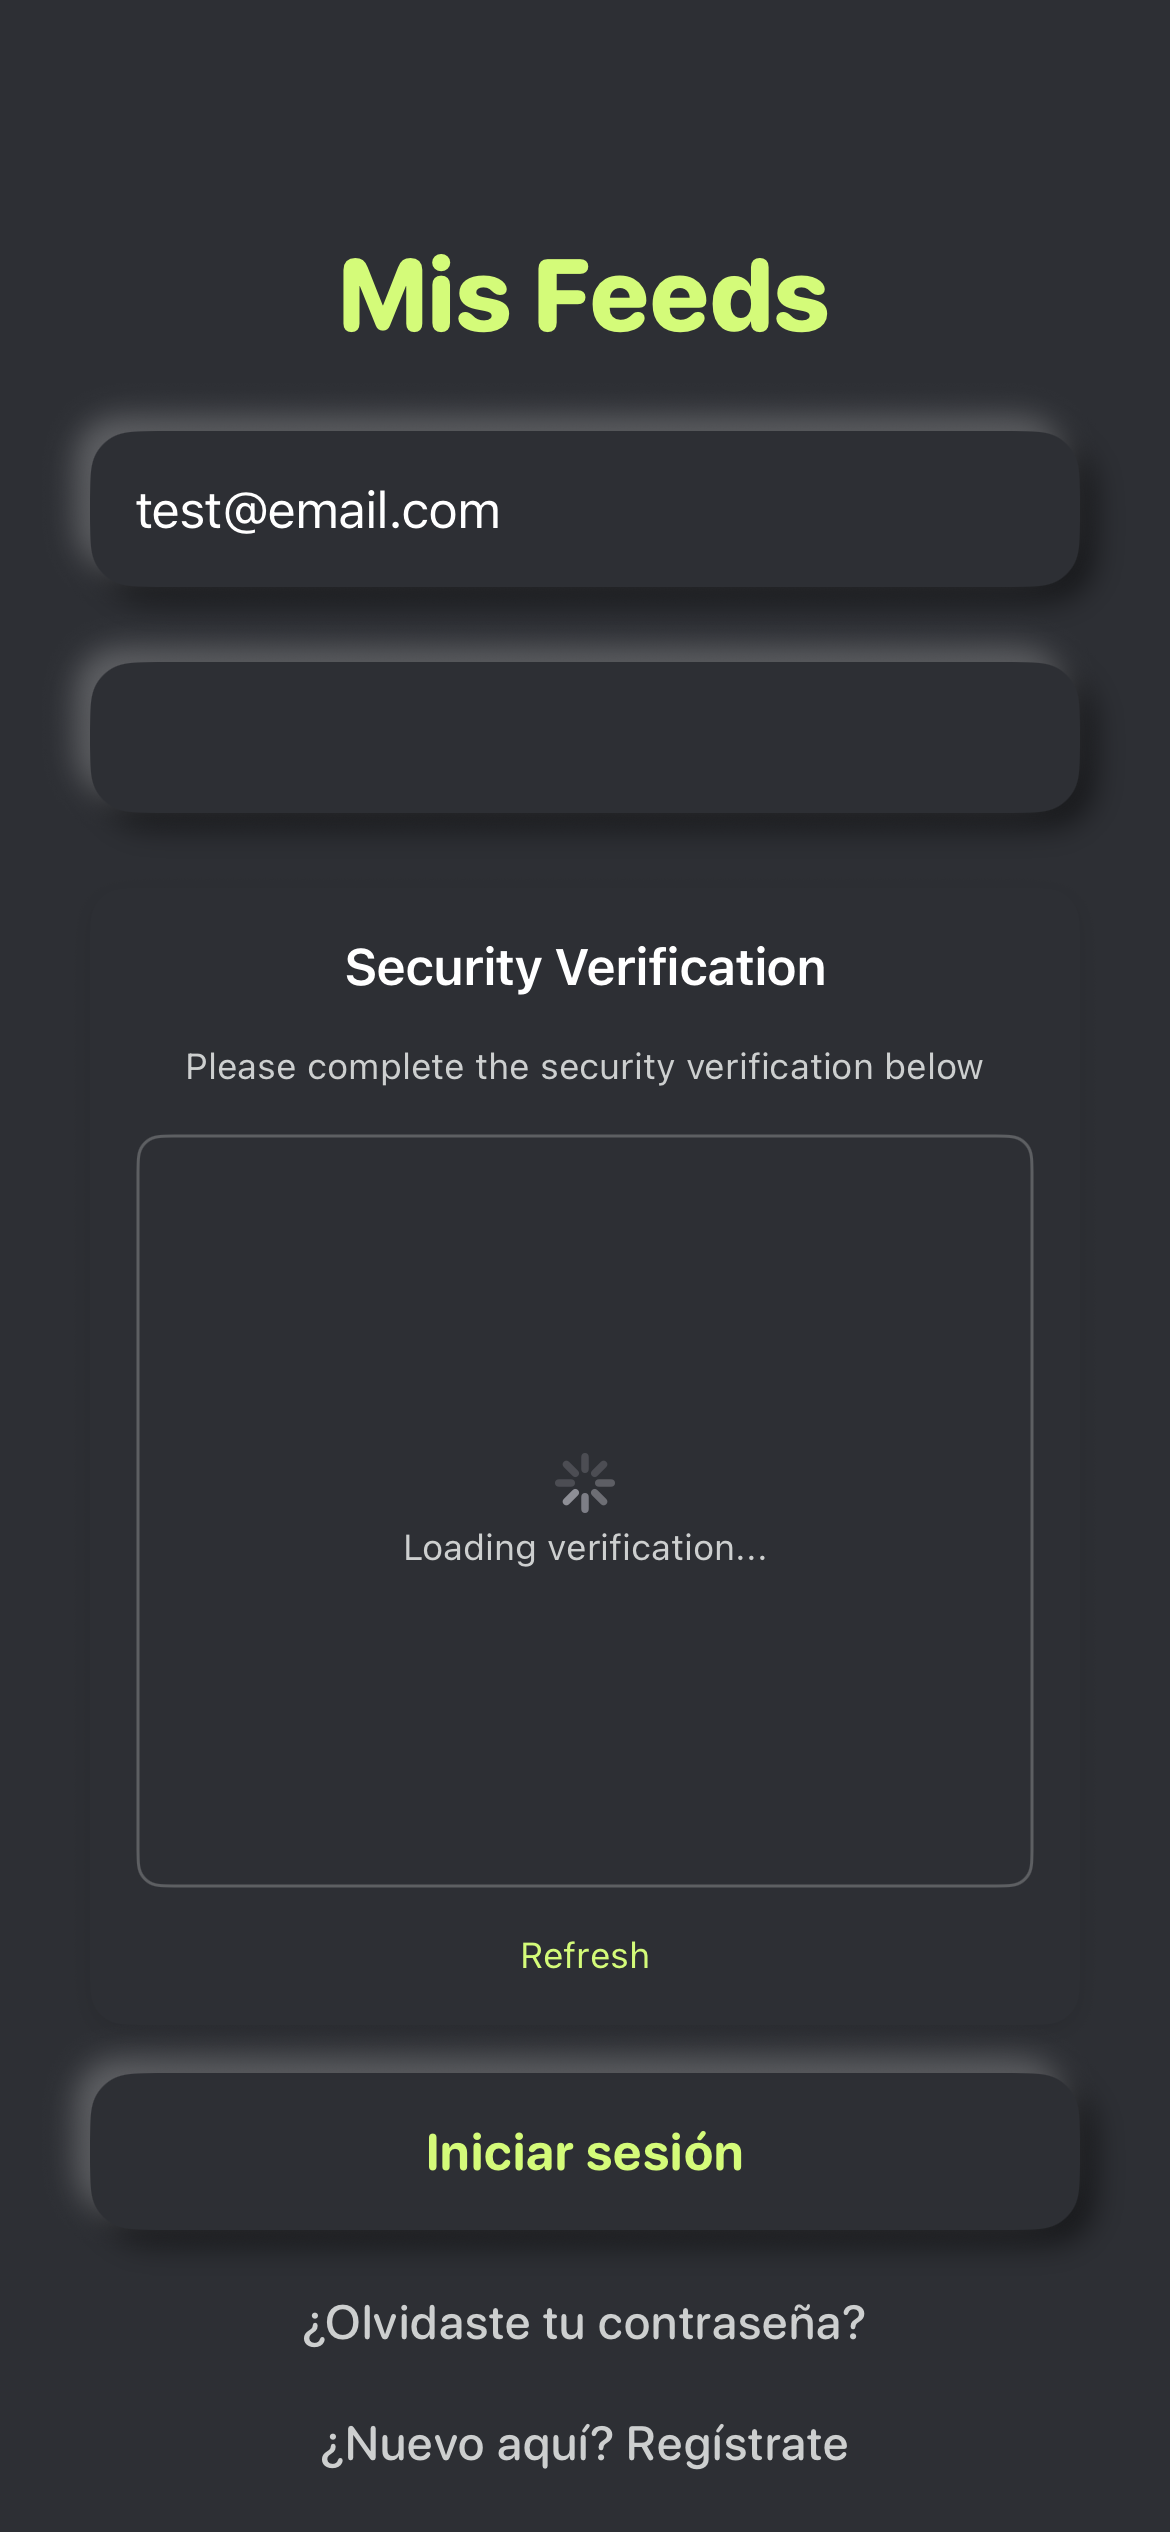 Mis Feeds
test@email.com
Security Verification
Please complete the security verification below
Loading verification...
Refresh
Iniciar sesión
¿Olvidaste tu contraseña?
¿Nuevo aquí? Regístrate